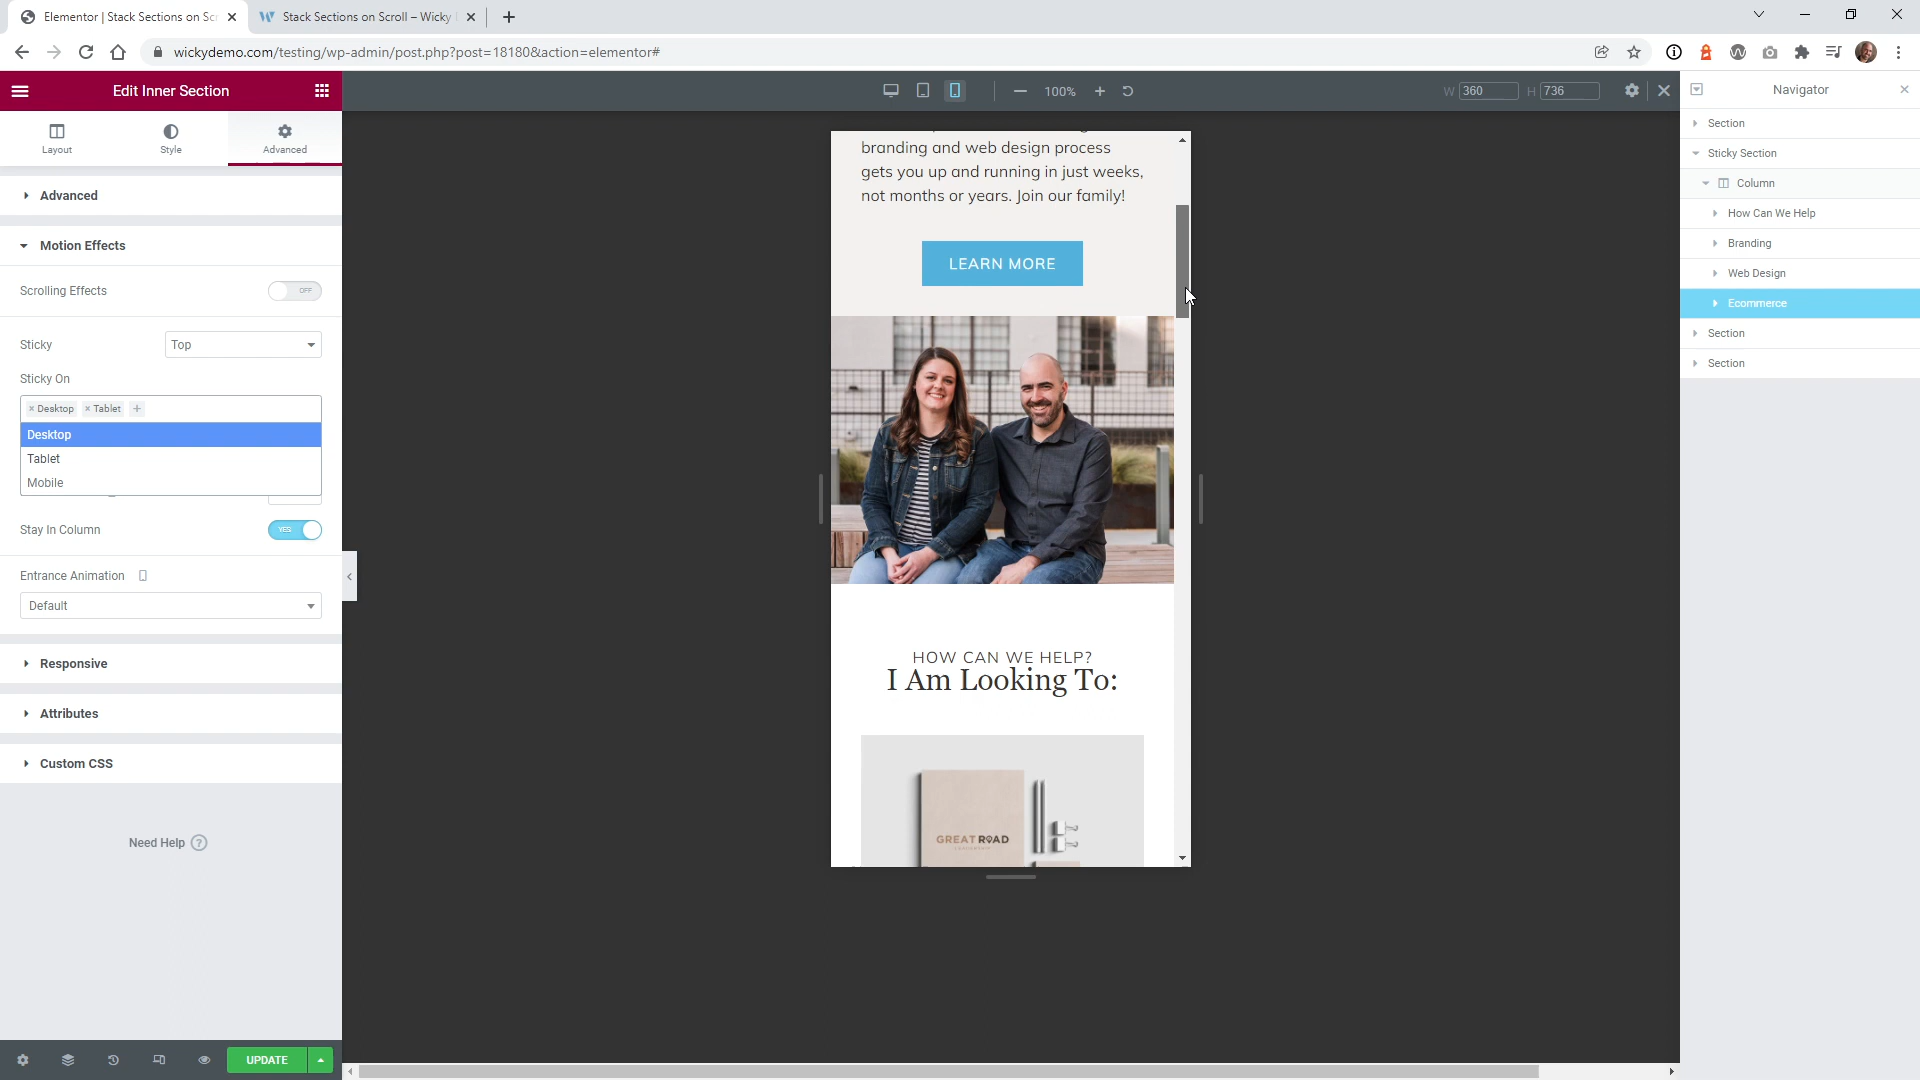 Elementor | Stack Sections on Sc
Stack Sections on Scroll – Wicky
wickydemo.com/testing/wp-admin/post.php?post=18180&action=elementor#
Edit Inner Section
100%
W 360
H 736
Navigator
Layout
Style
Advanced
Section
Sticky Section
Column
How Can We Help
Branding
Web Design
Ecommerce
Section
Section
Advanced
Motion Effects
Scrolling Effects
OFF
Sticky
Top
Sticky On
× Desktop × Tablet +
Desktop
Tablet
Mobile
Stay In Column
YES
Entrance Animation
Default
Responsive
Attributes
Custom CSS
Need Help ?
UPDATE
branding and web design process
gets you up and running in just weeks,
not months or years. Join our family!
LEARN MORE
HOW CAN WE HELP?
I Am Looking To:
GREAT ROAD